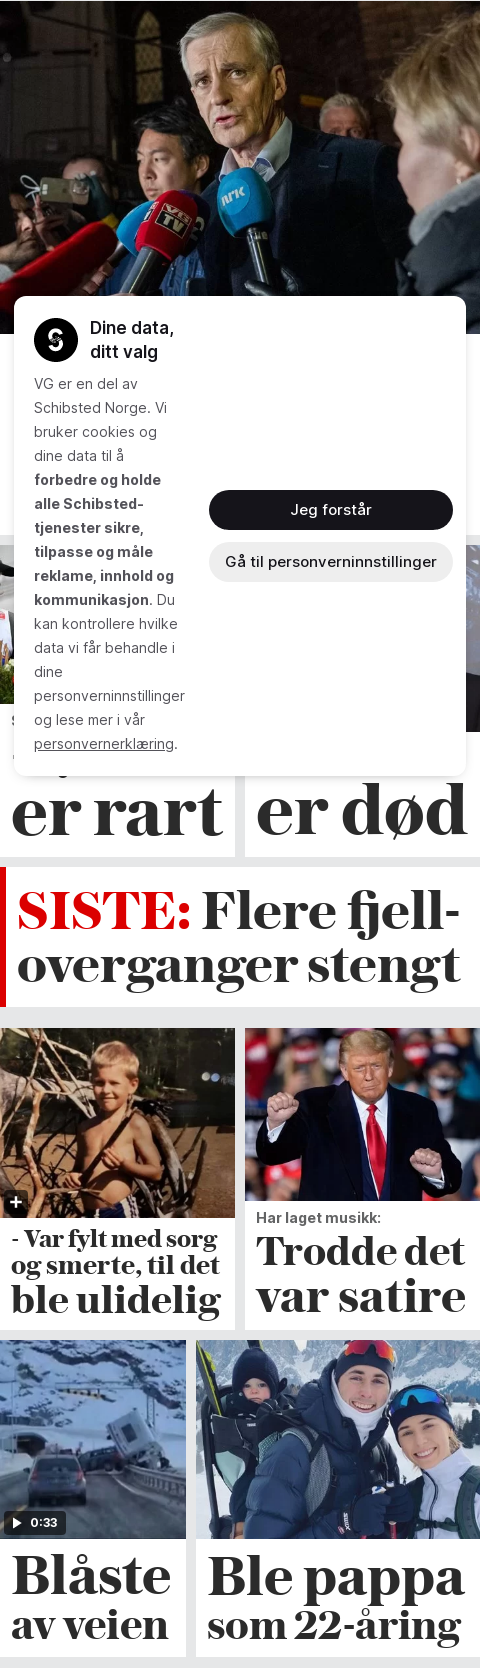 nrk
VG
TV
Dine data,
ditt valg
VG er en del av
Schibsted Norge. Vi
bruker cookies og
dine data til å
forbedre og holde
alle Schibsted-
tjenester sikre,
tilpasse og måle
reklame, innhold og
kommunikasjon. Du
kan kontrollere hvilke
data vi får behandle i
dine
personverninnstillinger
og lese mer i vår
personvernerklæring.
Jeg forstår
Gå til personverninnstillinger
er rart
er død
SISTE: Flere fjell-
overganger stengt
- Var fylt med sorg
og smerte, til det
ble ulidelig
Har laget musikk:
Trodde det
var satire
0:33
Blåste
av veien
Ble pappa
som 22-åring